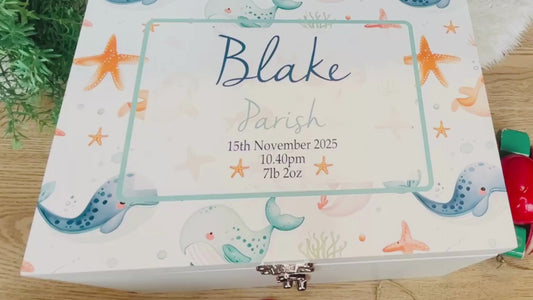 Blake
Parish
15th November 2025
10.40pm
7lb 2oz